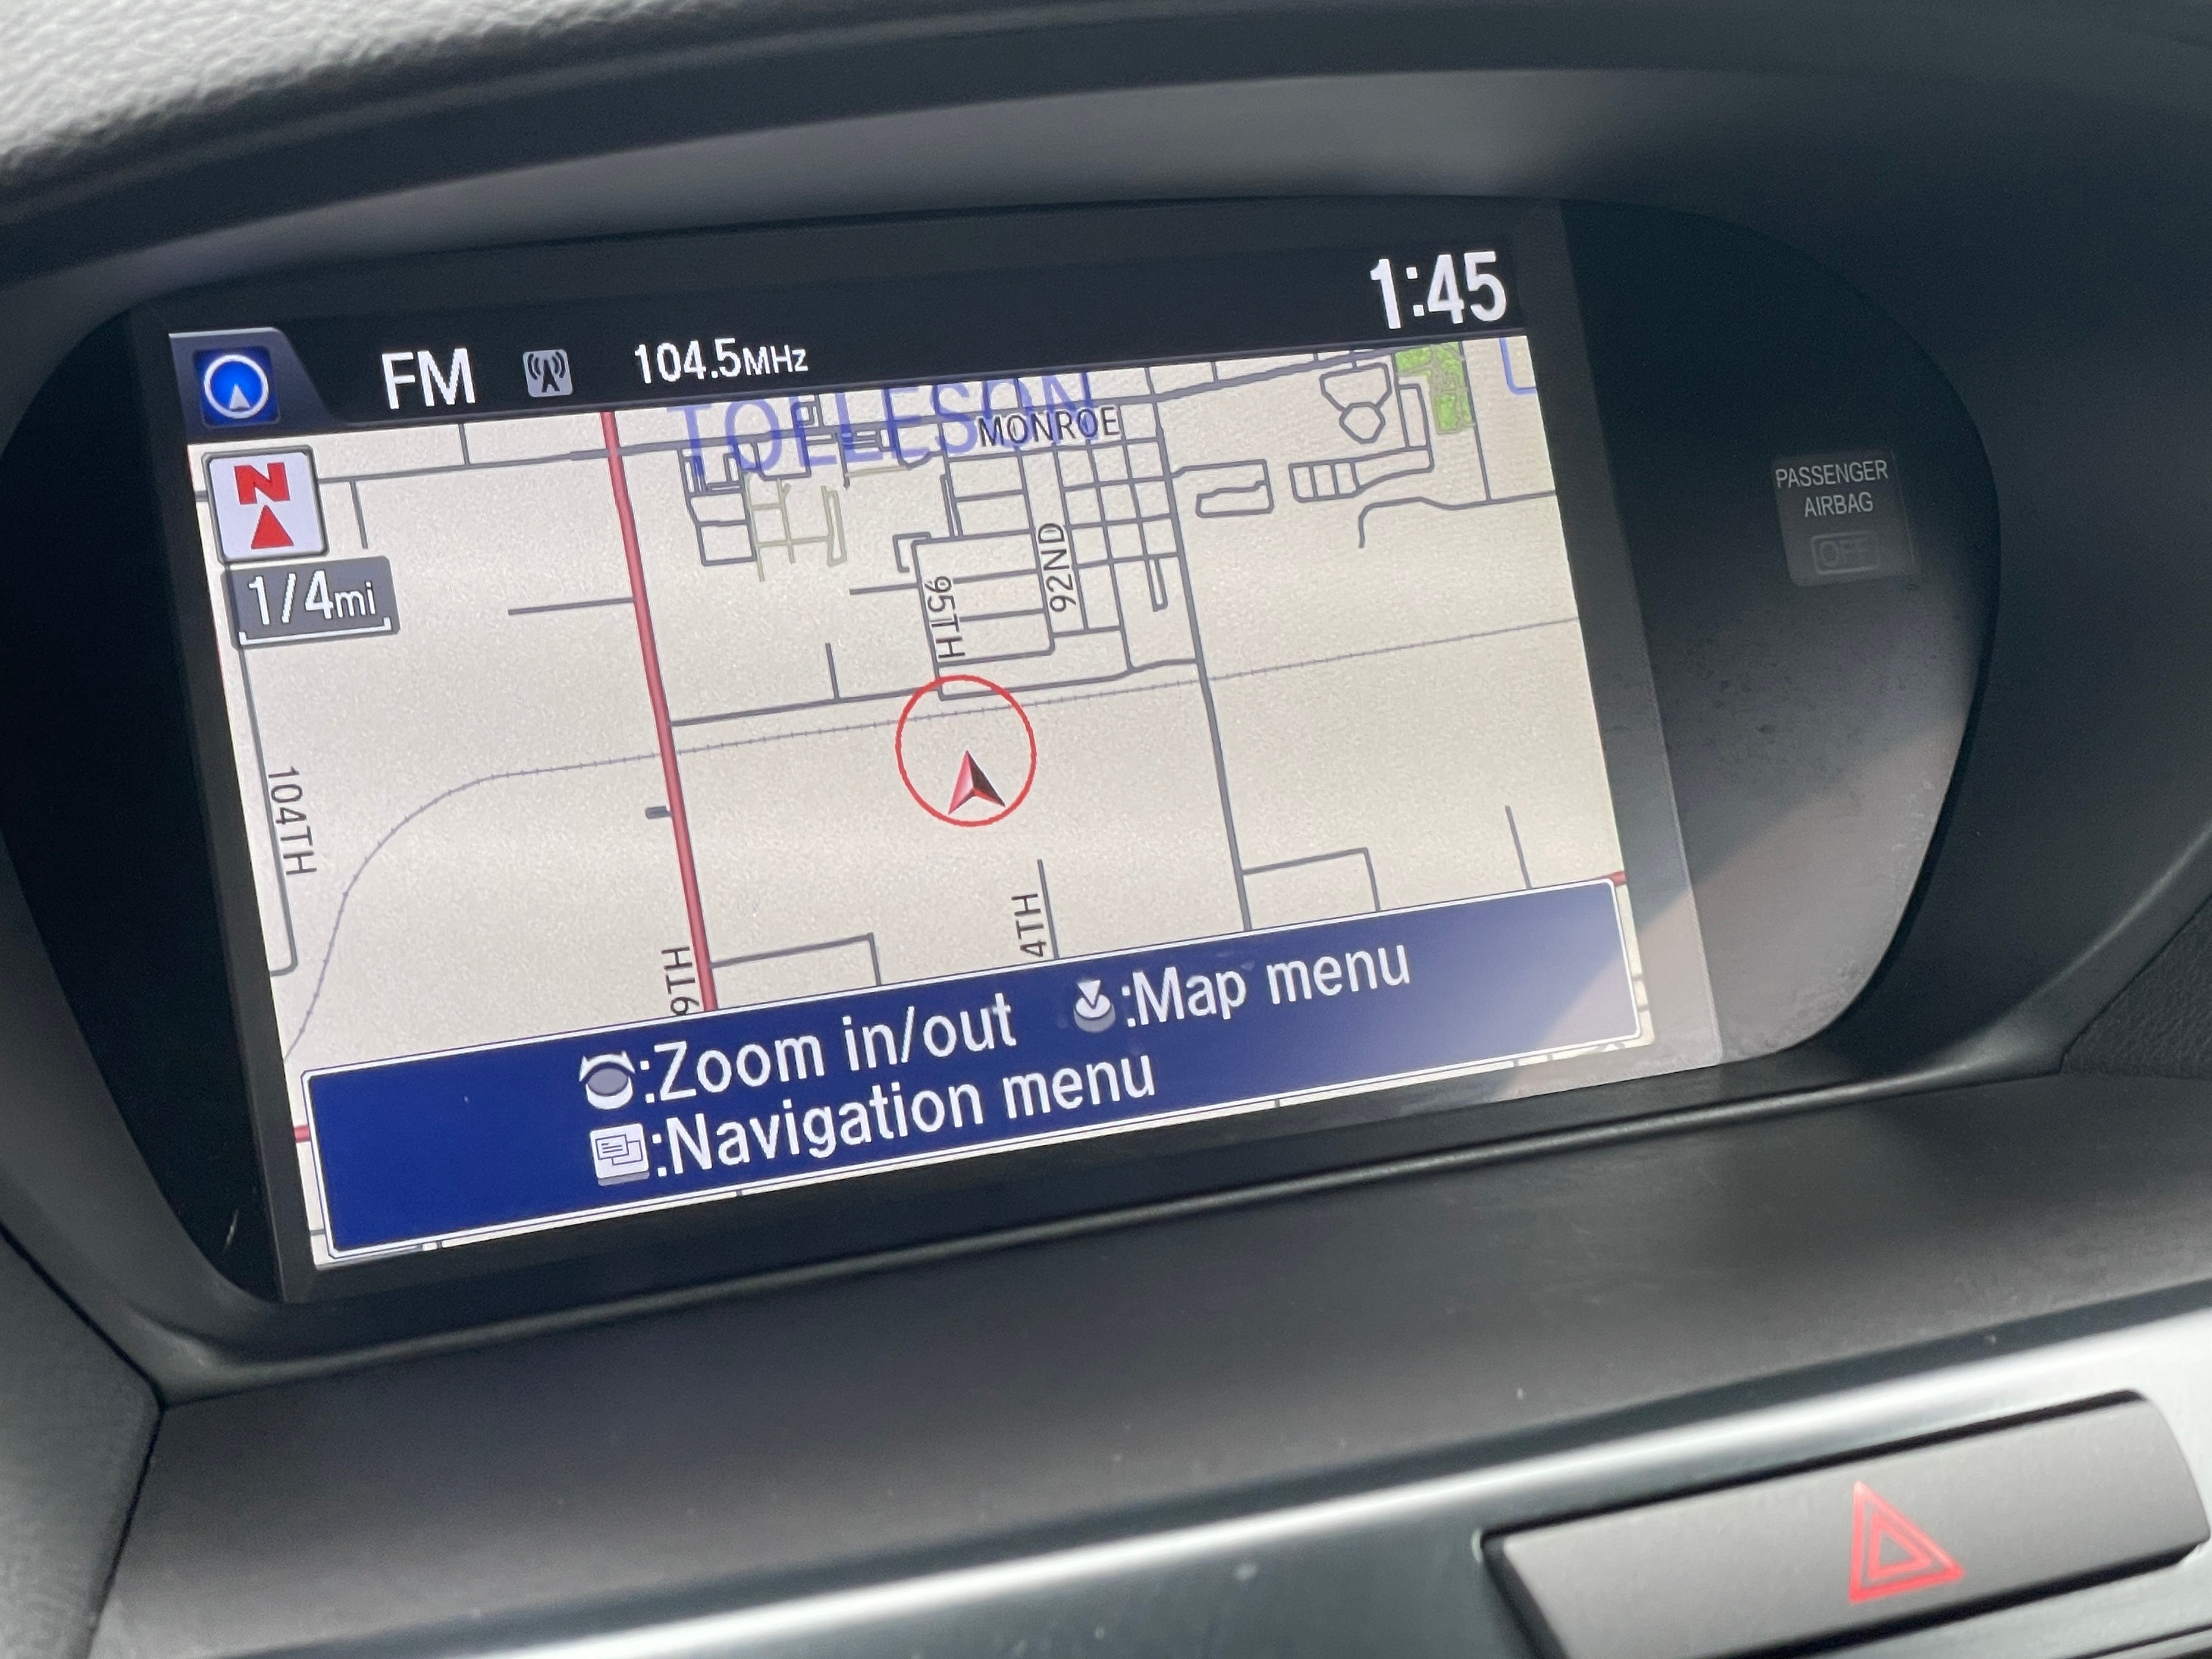 1:45
FM 104.5MHz
TOLLESON
MONROE
N
1/4mi
92ND
95TH
104TH
4TH
9TH
:Zoom in/out :Map menu
:Navigation menu
PASSENGER
AIRBAG
OFF